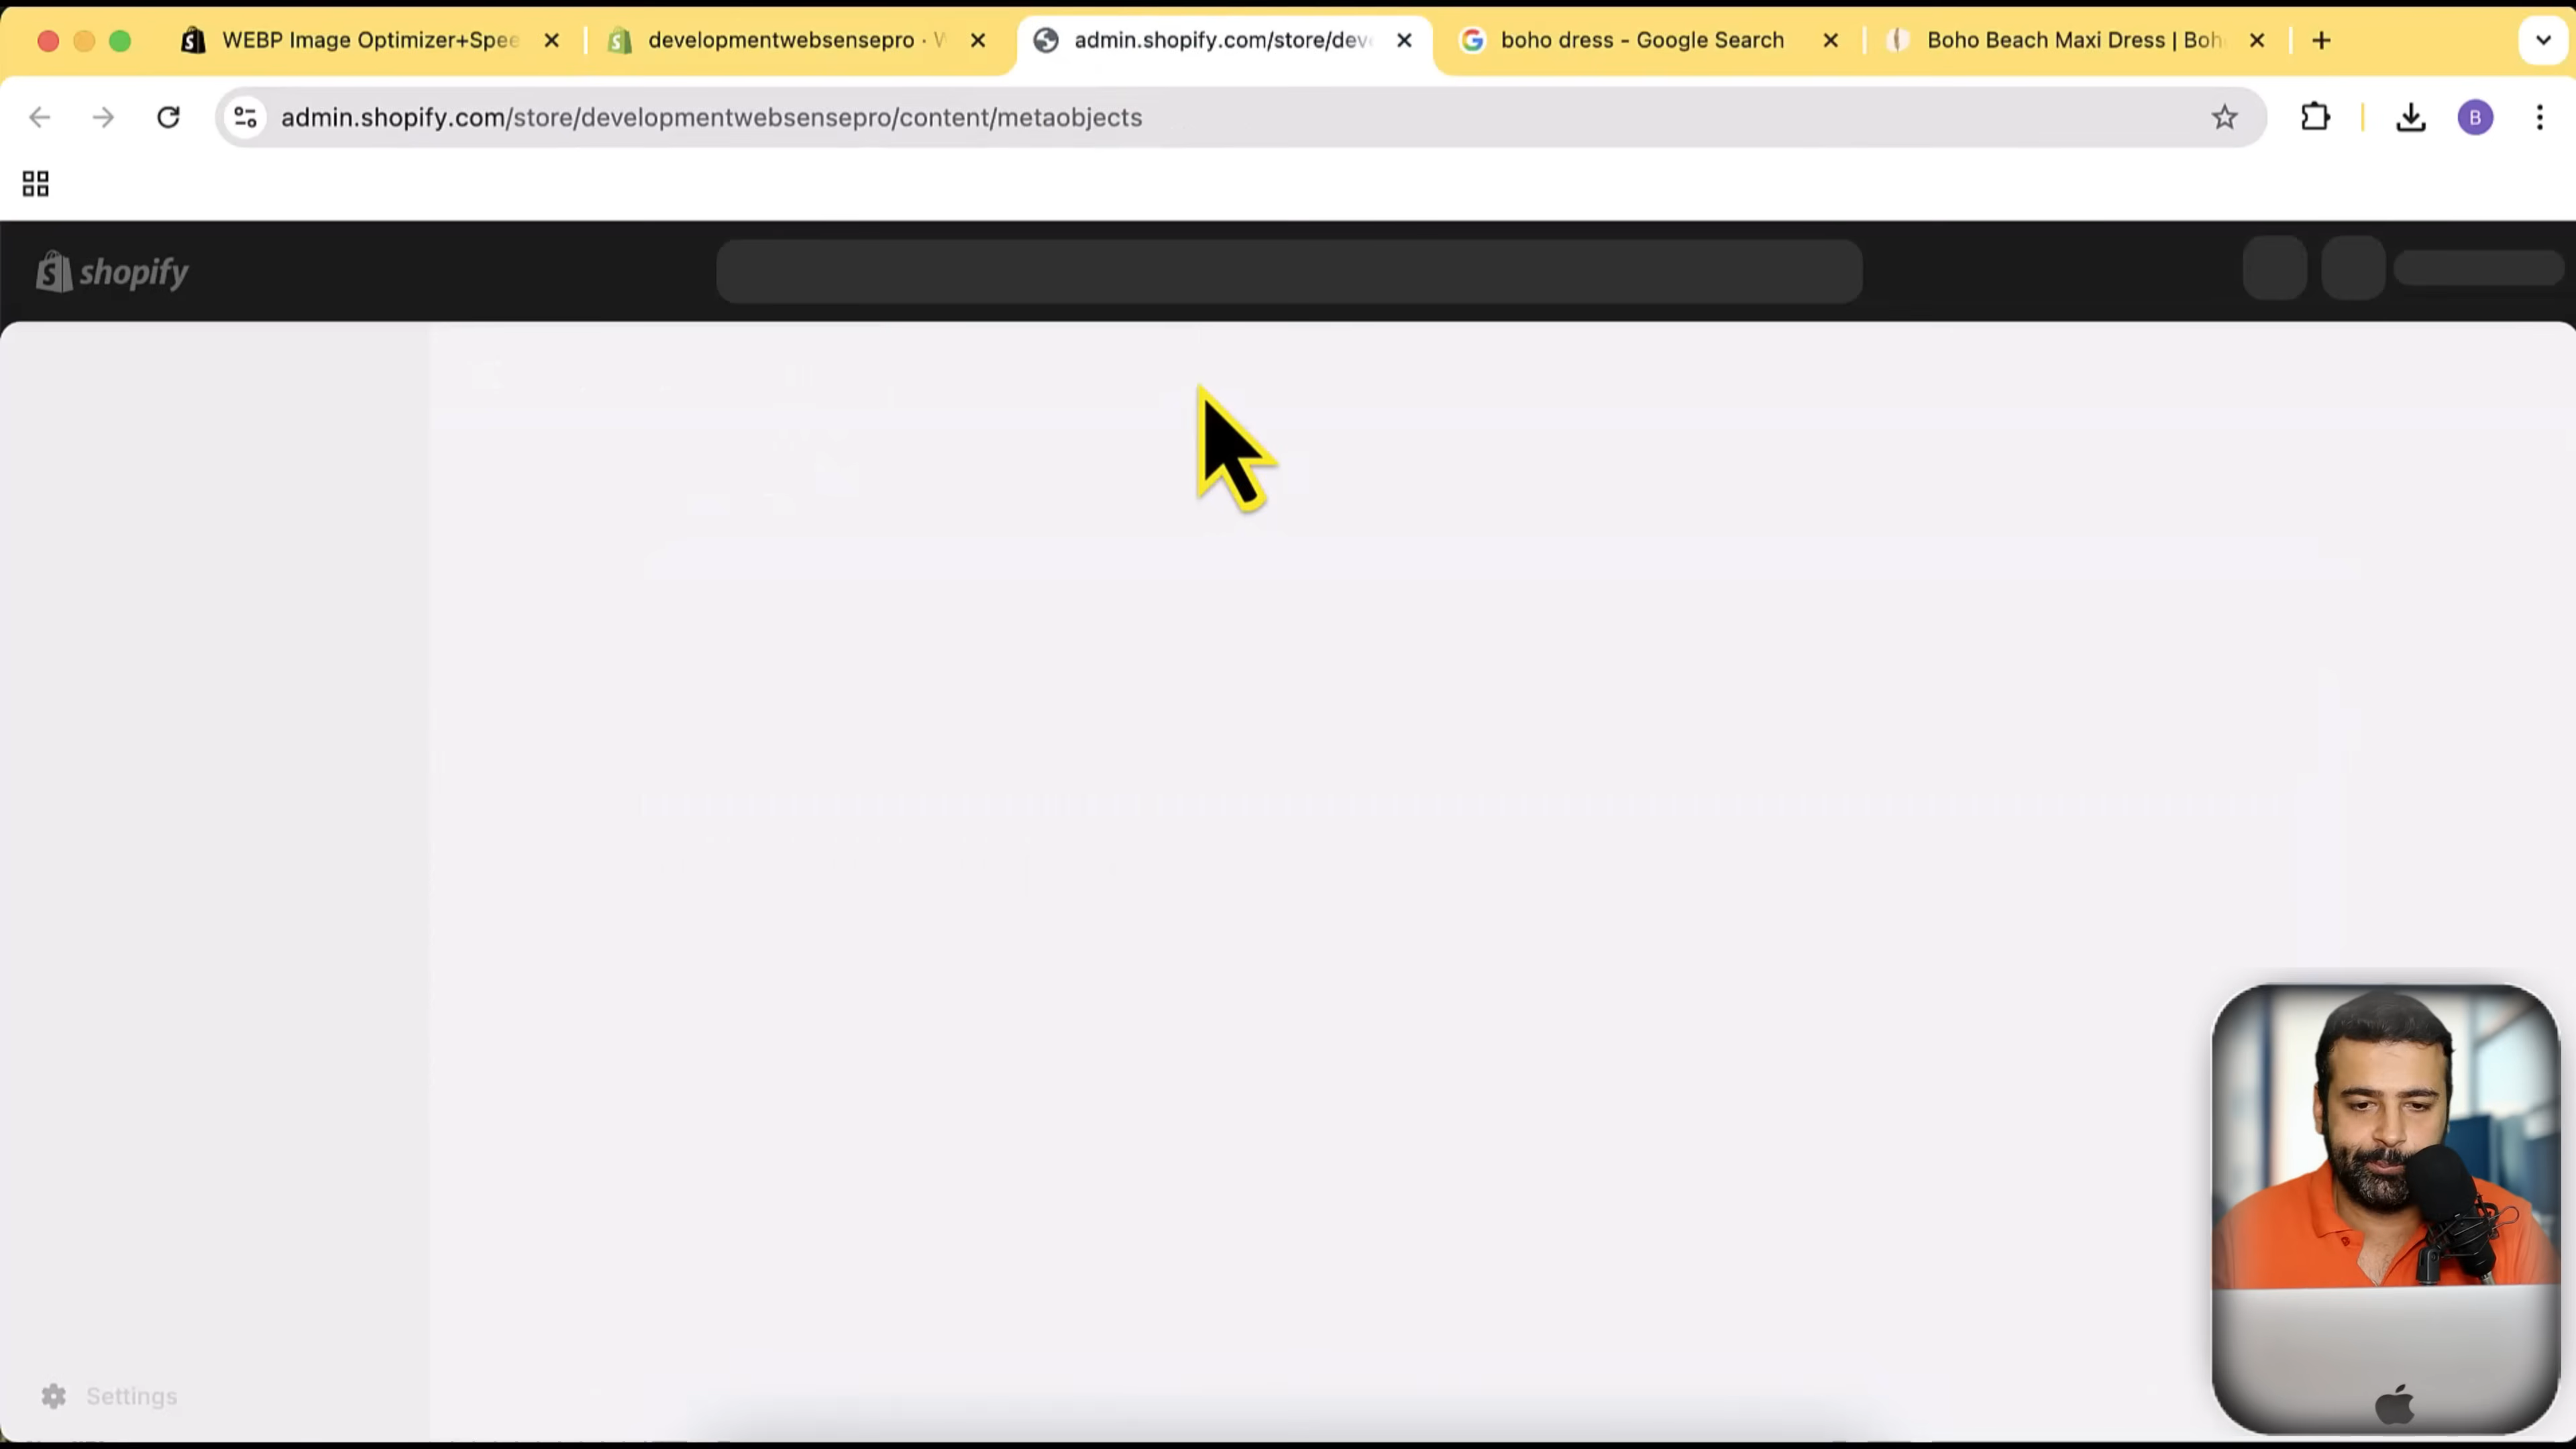 WEBP Image Optimizer+Spee
developmentwebsensepro ·
admin.shopify.com/store/dev
boho dress - Google Search
Boho Beach Maxi Dress | Boh
admin.shopify.com/store/developmentwebsensepro/content/metaobjects
B
shopify
Settings